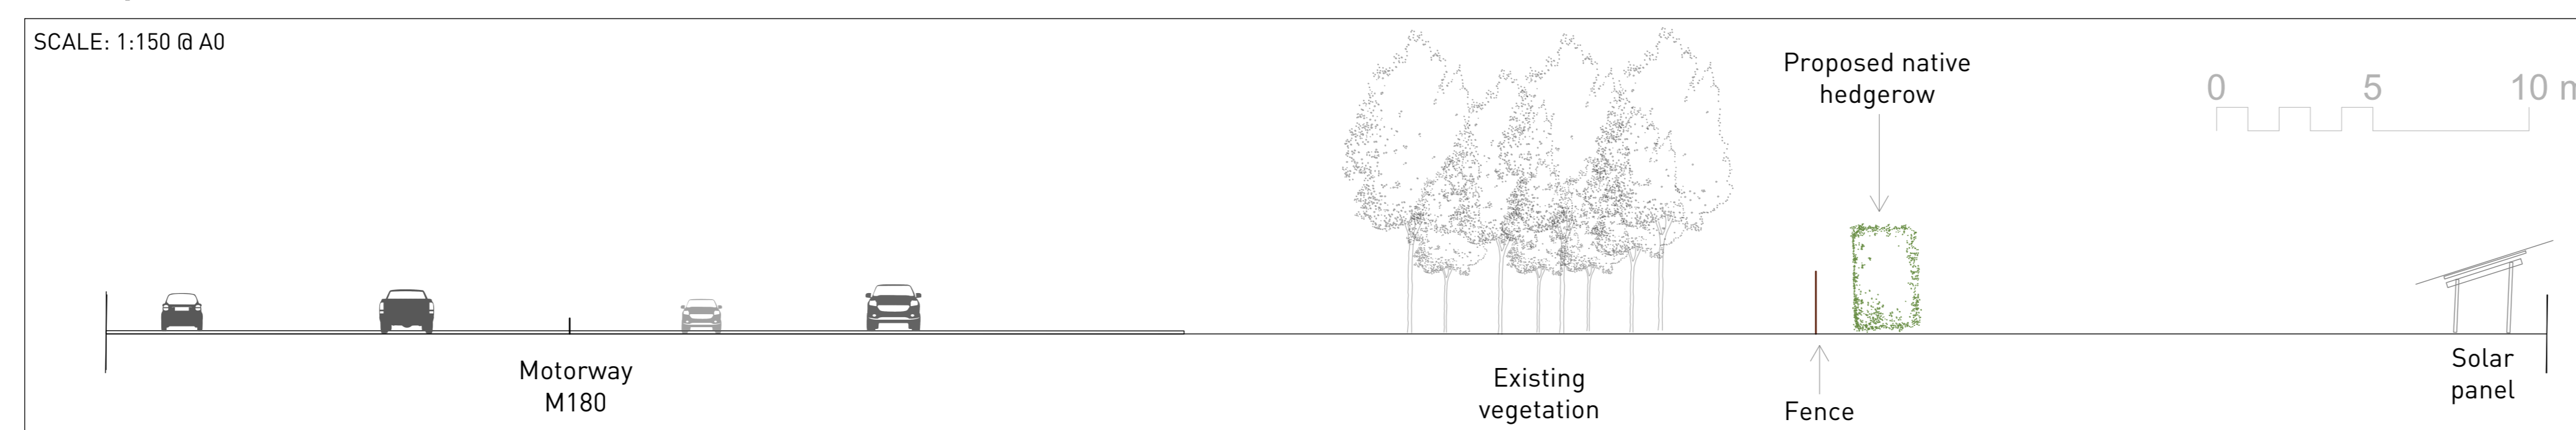 SCALE: 1:150 @ A0
Proposed native
hedgerow
0 5 10 m
Motorway
M180
Existing
vegetation
Fence
Solar
panel